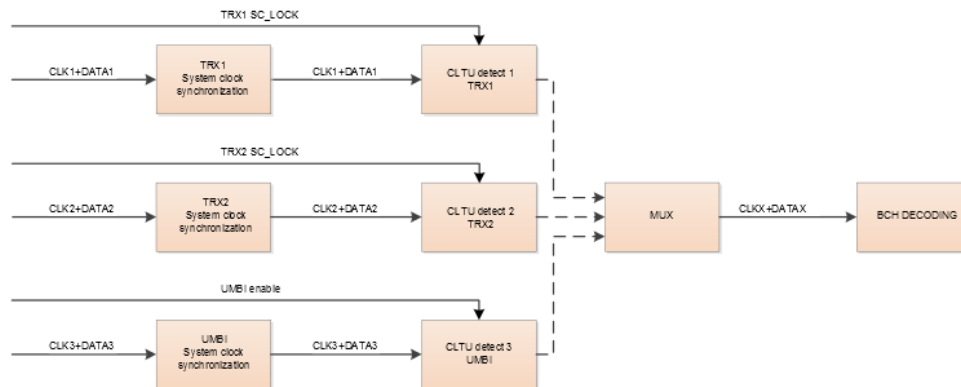 TRX1 SC_LOCK
CLK1+DATA1
TRX1
System clock
synchronization
CLK1+DATA1
CLTU detect 1
TRX1
TRX2 SC_LOCK
CLK2+DATA2
TRX2
System clock
synchronization
CLK2+DATA2
CLTU detect 2
TRX2
MUX
CLKX+DATAX
BCH DECODING
UMBI enable
CLK3+DATA3
UMBI
System clock
synchronization
CLK3+DATA3
CLTU detect 3
UMBI